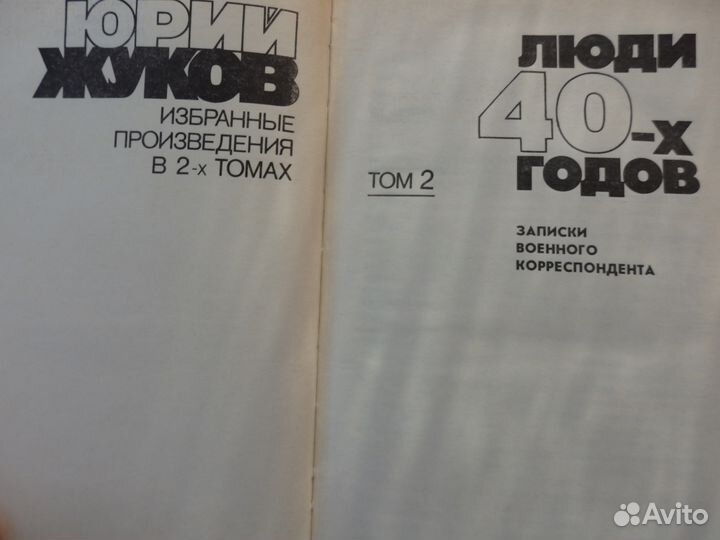 ЮРИЙ
ЖУКОВ
ИЗБРАННЫЕ
ПРОИЗВЕДЕНИЯ
В 2-х ТОМАХ
ТОМ 2
ЛЮДИ
40-х
ГОДОВ
ЗАПИСКИ
ВОЕННОГО
КОРРЕСПОНДЕНТА
Avito